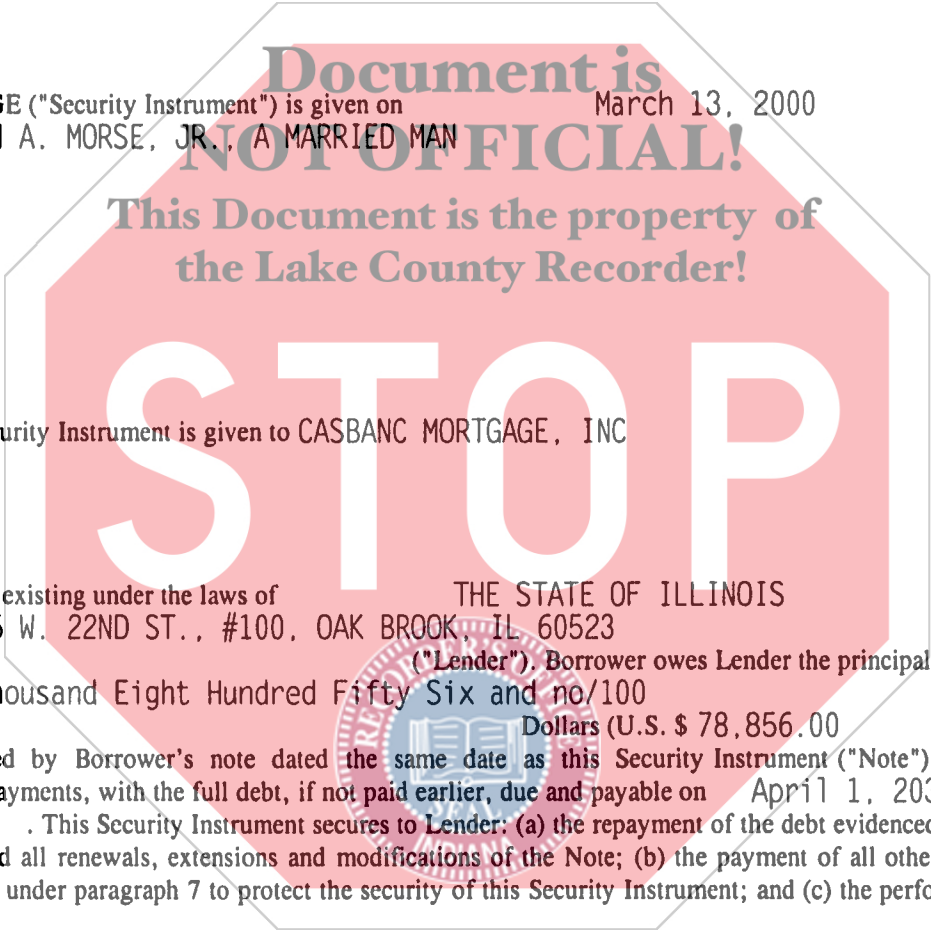 Document is
GE ("Security Instrument") is given on March 13, 2000
A. MORSE, JR., A MARRIED MAN
NOT OFFICIAL!
This Document is the property of
the Lake County Recorder!
STOP
urity Instrument is given to CASBANC MORTGAGE, INC
existing under the laws of THE STATE OF ILLINOIS
W. 22ND ST., #100, OAK BROOK, IL 60523
("Lender"). Borrower owes Lender the principal
ousand Eight Hundred Fifty Six and no/100
Dollars (U.S. $ 78,856.00
ed by Borrower's note dated the same date as this Security Instrument ("Note")
ayments, with the full debt, if not paid earlier, due and payable on April 1, 203
. This Security Instrument secures to Lender: (a) the repayment of the debt evidenced
d all renewals, extensions and modifications of the Note; (b) the payment of all othe
under paragraph 7 to protect the security of this Security Instrument; and (c) the perfo
RECORDER'S OFFICE
SEAL
INDIANA